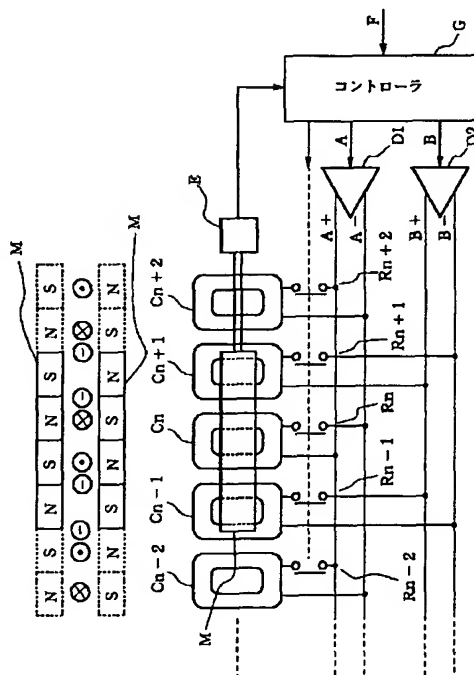 M
M
N S N S N S N S
S N S N S N S N
Cn-2
Cn-1
Cn
Cn+1
Cn+2
E
M
F
G
コントローラ
A
B
D1
D2
A+
A-
B+
B-
Rn-2
Rn-1
Rn
Rn+1
Rn+2